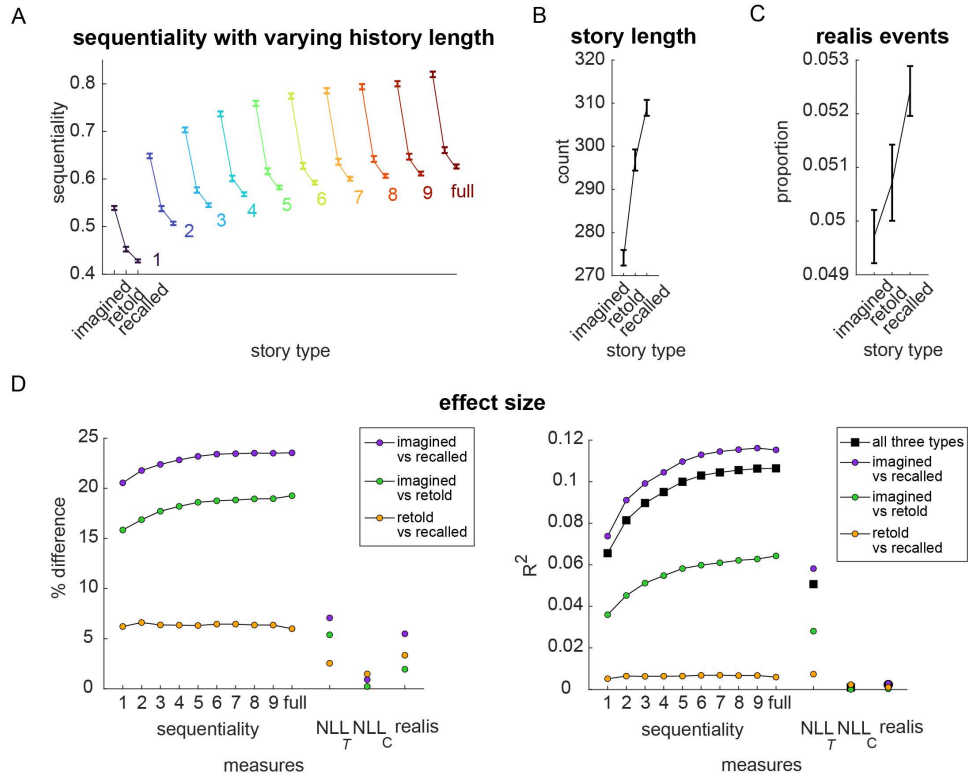 A
sequentiality with varying history length
sequentiality
0.8
0.7
0.6
0.5
0.4
1
2
3
4
5
6
7
8
9
full
imagined
retold
recalled
story type
B
story length
count
310
300
290
280
270
imagined
retold
recalled
story type
C
realis events
proportion
0.053
0.052
0.051
0.05
0.049
imagined
retold
recalled
story type
D
effect size
% difference
25
20
15
10
5
0
1 2 3 4 5 6 7 8 9 full
sequentiality
NLL_T NLL_C realis
measures
imagined
vs recalled
imagined
vs retold
retold
vs recalled
R²
0.12
0.1
0.08
0.06
0.04
0.02
0
1 2 3 4 5 6 7 8 9 full
sequentiality
NLL_T NLL_C realis
measures
all three types
imagined
vs recalled
imagined
vs retold
retold
vs recalled